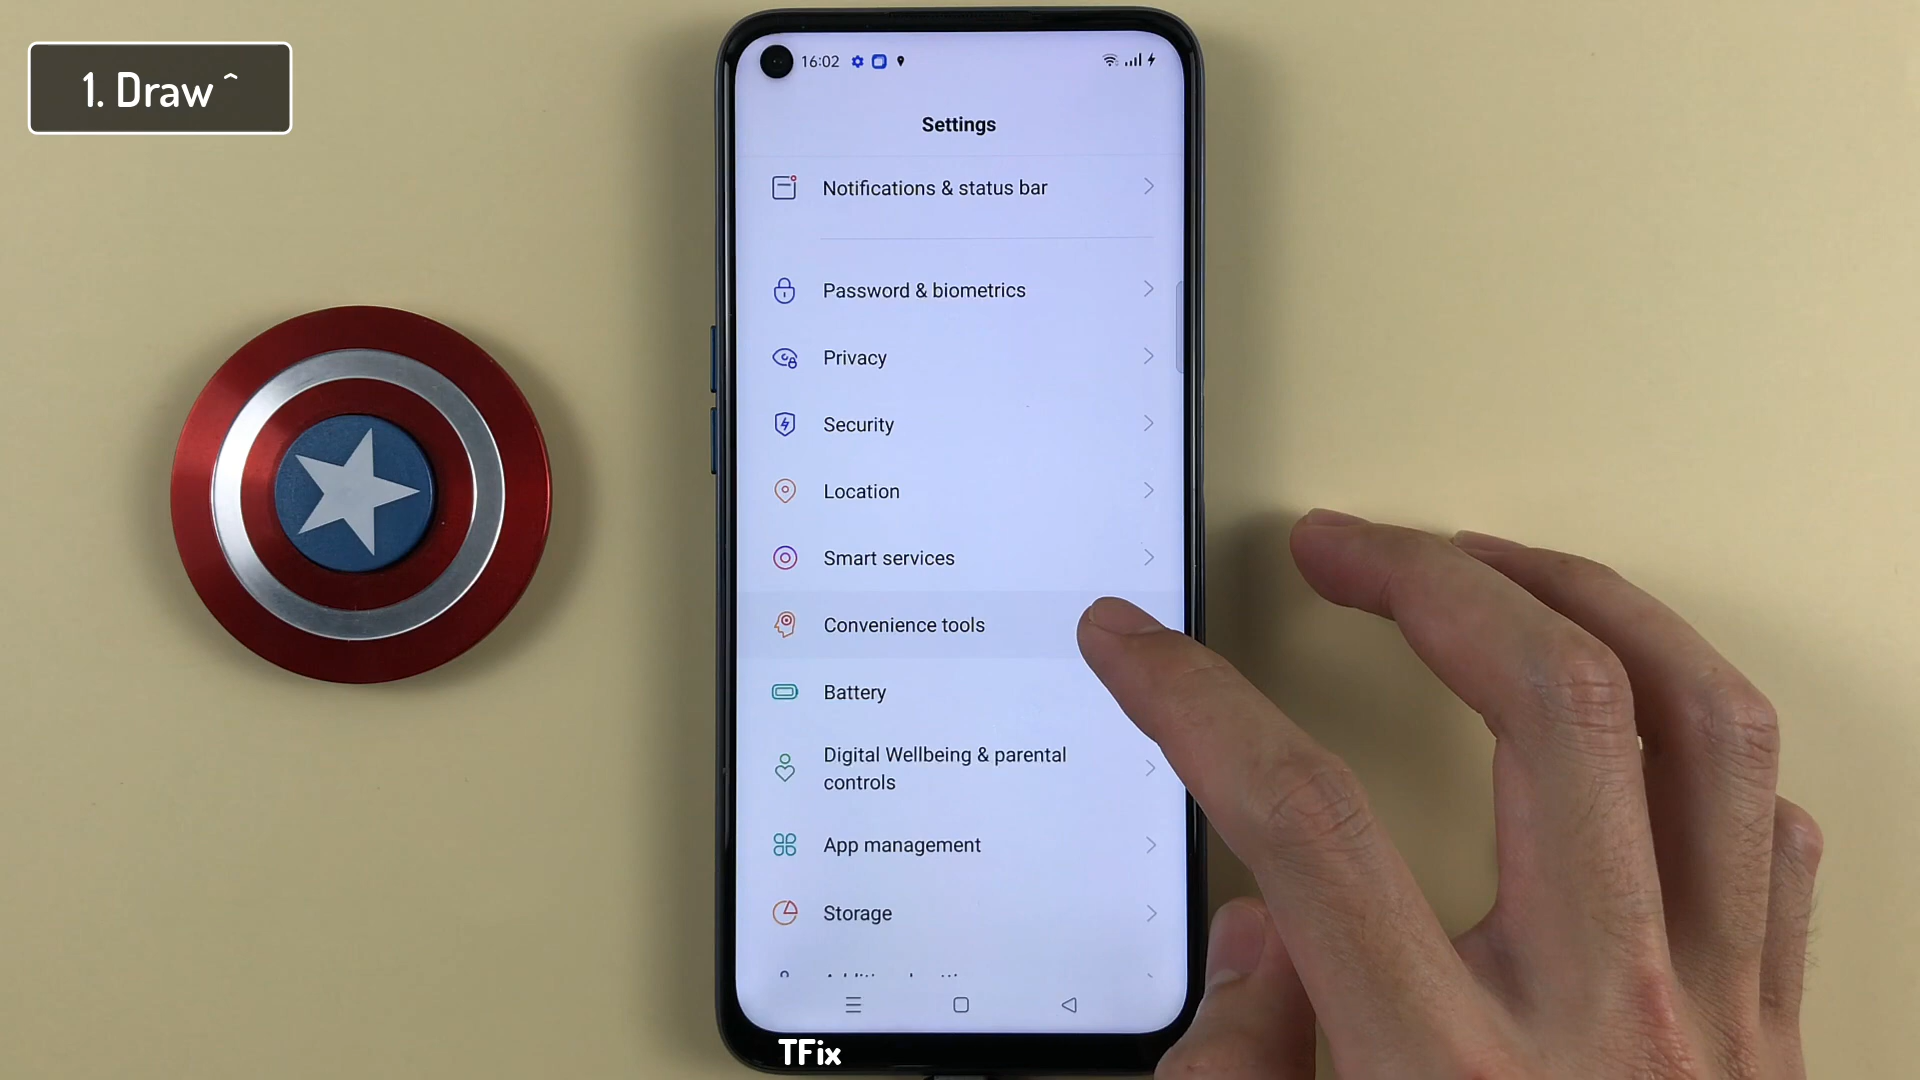 1. Draw ^
16:02
Settings
Notifications & status bar
Password & biometrics
Privacy
Security
Location
Smart services
Convenience tools
Battery
Digital Wellbeing & parental
controls
App management
Storage
TFix